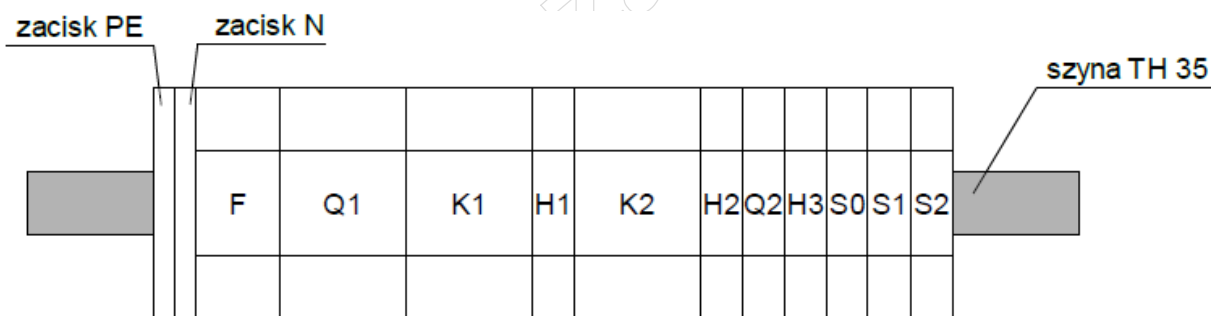 zacisk PE
zacisk N
szyna TH 35
F Q1 K1 H1 K2 H2 Q2 H3 S0 S1 S2